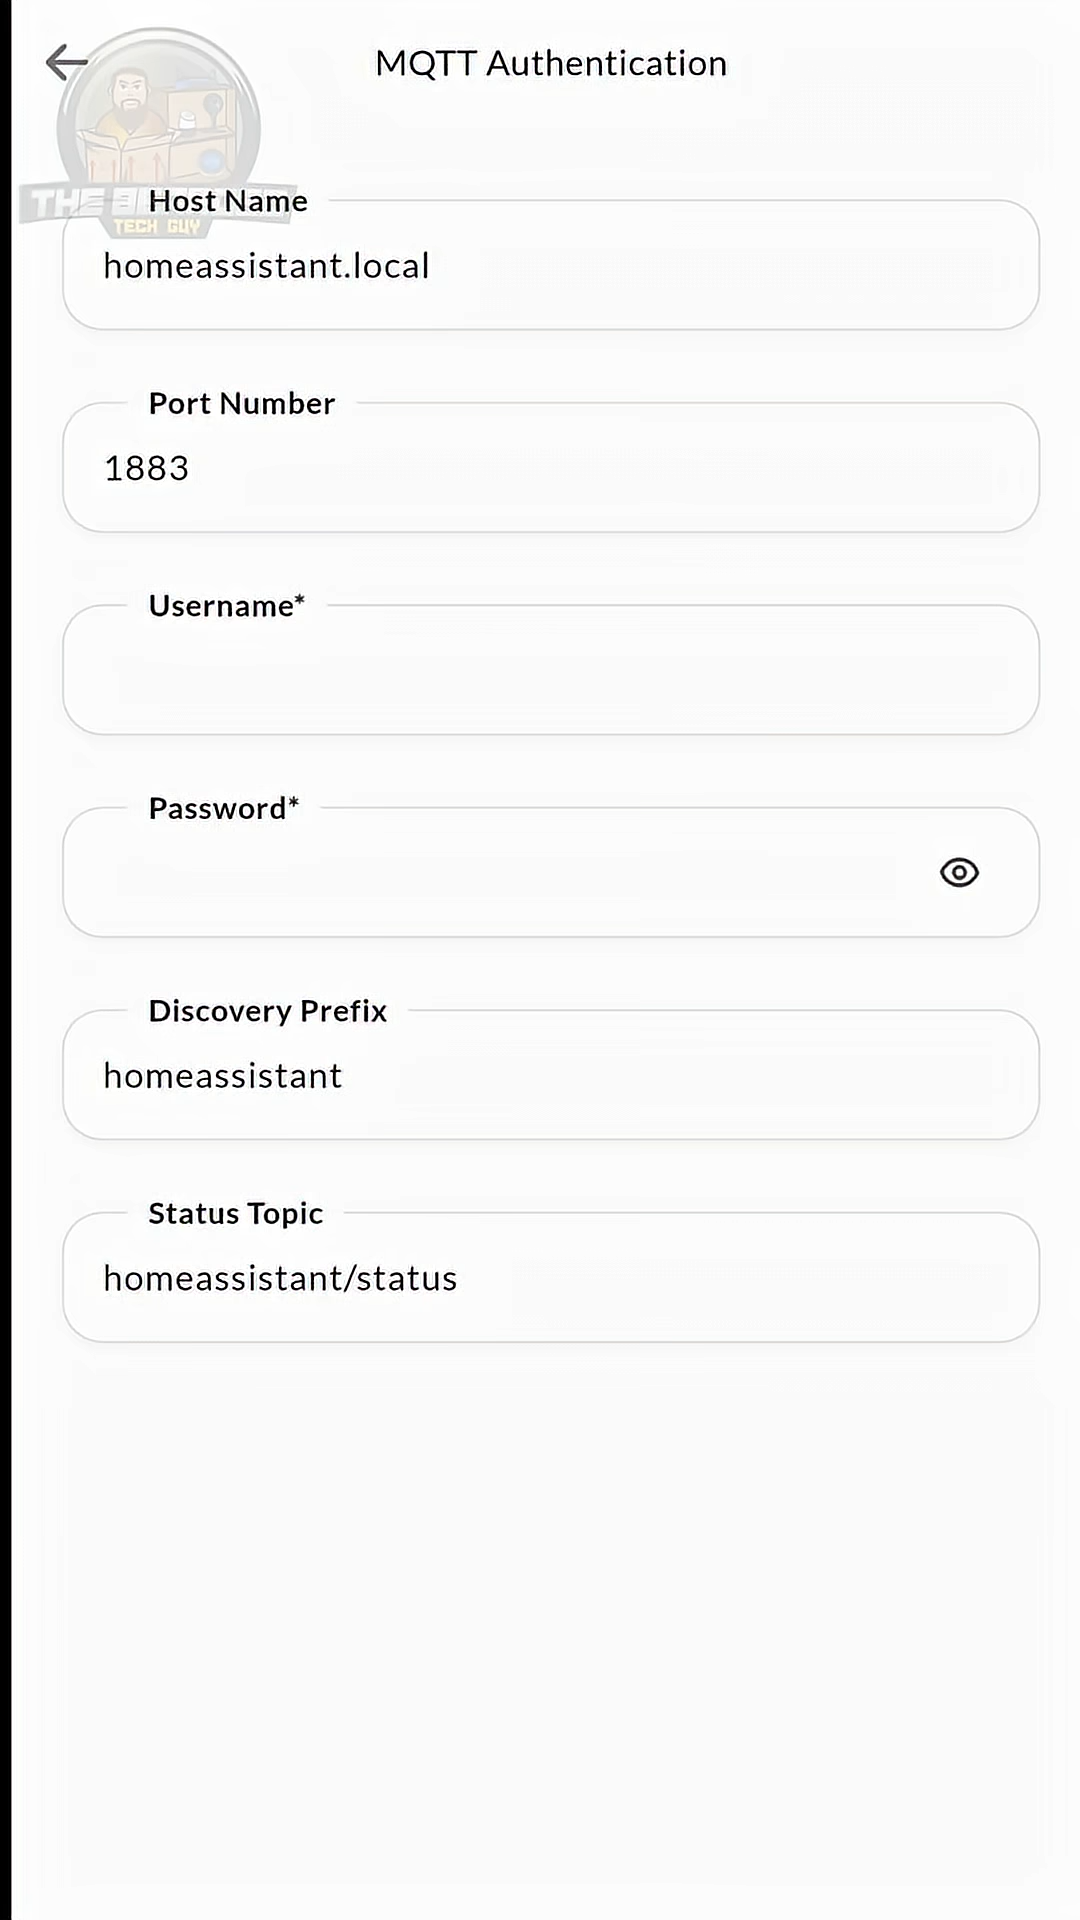 MQTT Authentication
THE
TECH GUY
Host Name
homeassistant.local
Port Number
1883
Username*
Password*
Discovery Prefix
homeassistant
Status Topic
homeassistant/status